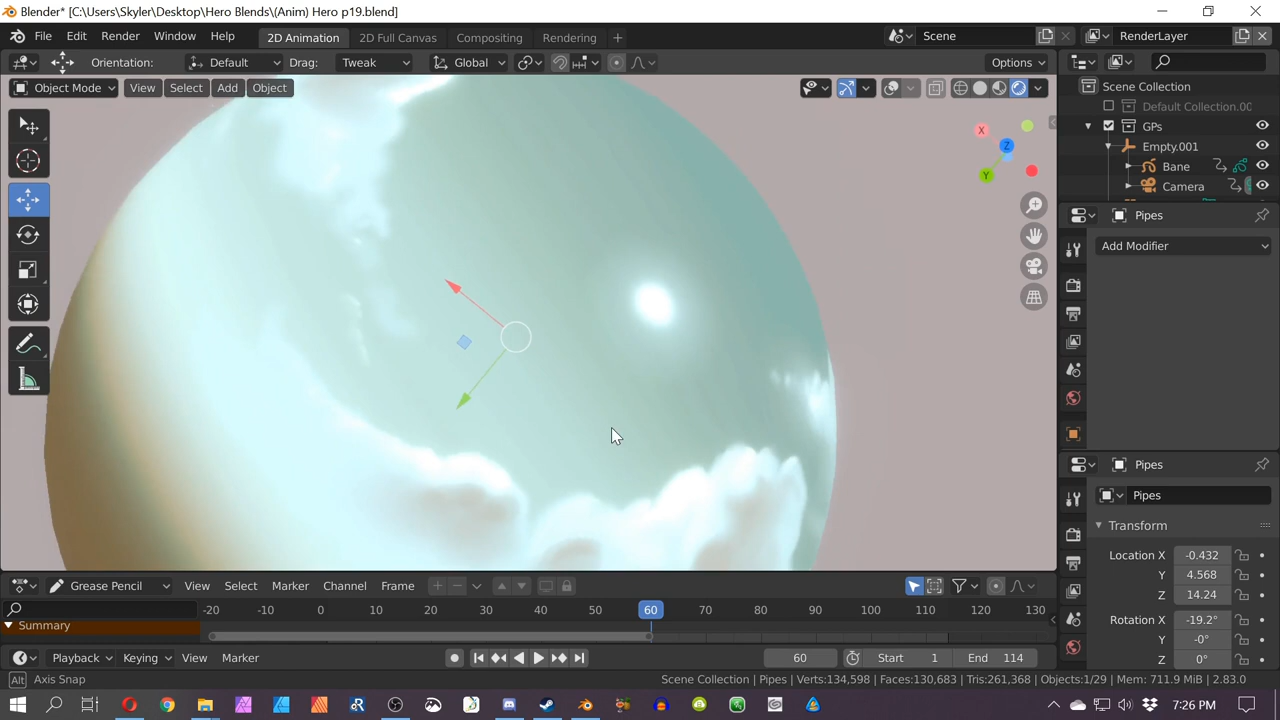 Blender* [C:\Users\Skyler\Desktop\Hero Blends\(Anim) Hero p19.blend]
File Edit Render Window Help 2D Animation 2D Full Canvas Compositing Rendering + Scene RenderLayer
Orientation: Default Drag: Tweak Global Options
Object Mode View Select Add Object
Scene Collection
Default Collection.00
GPs
Empty.001
Bane
Camera
X
Z
Y
Pipes
Add Modifier
Pipes
Pipes
Transform
Location X -0.432
Y 4.568
Z 14.24
Rotation X -19.2°
Y -0°
Z 0°
Grease Pencil View Select Marker Channel Frame
-20 -10 0 10 20 30 40 50 60 70 80 90 100 110 120 130
Summary
Playback Keying View Marker 60 Start 1 End 114
Alt Axis Snap Scene Collection | Pipes | Verts:134,598 | Faces:130,683 | Tris:261,368 | Objects:1/29 | Mem: 711.9 MiB | 2.83.0
7:26 PM